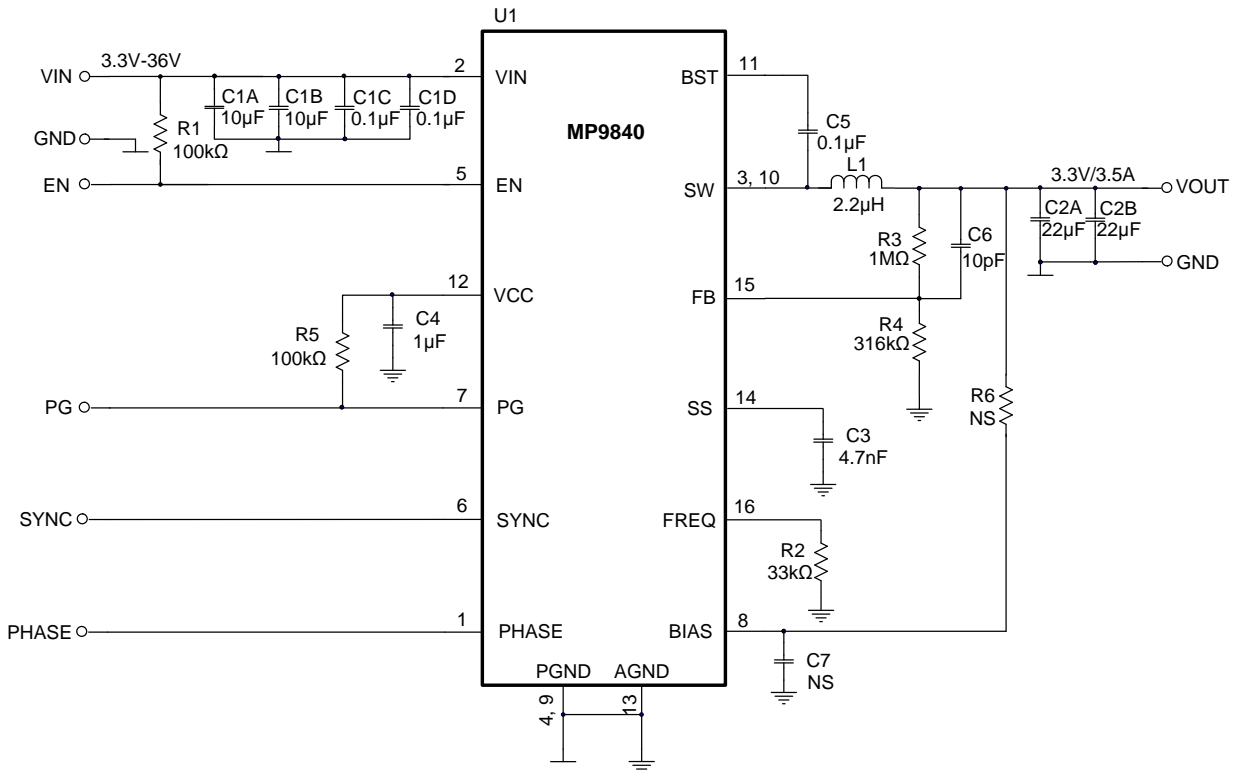 U1
3.3V-36V
VIN
2
VIN
C1A
10µF
C1B
10µF
C1C
0.1µF
C1D
0.1µF
GND
R1
100kΩ
EN
5
EN
MP9840
BST
11
C5
0.1µF
L1
2.2µH
SW
3, 10
3.3V/3.5A
VOUT
C2A
22µF
C2B
22µF
GND
R3
1MΩ
C6
10pF
FB
15
R4
316kΩ
12
VCC
R5
100kΩ
C4
1µF
PG
7
PG
SS
14
C3
4.7nF
R6
NS
SYNC
6
SYNC
FREQ
16
R2
33kΩ
PHASE
1
PHASE
BIAS
8
C7
NS
PGND
AGND
4, 9
13